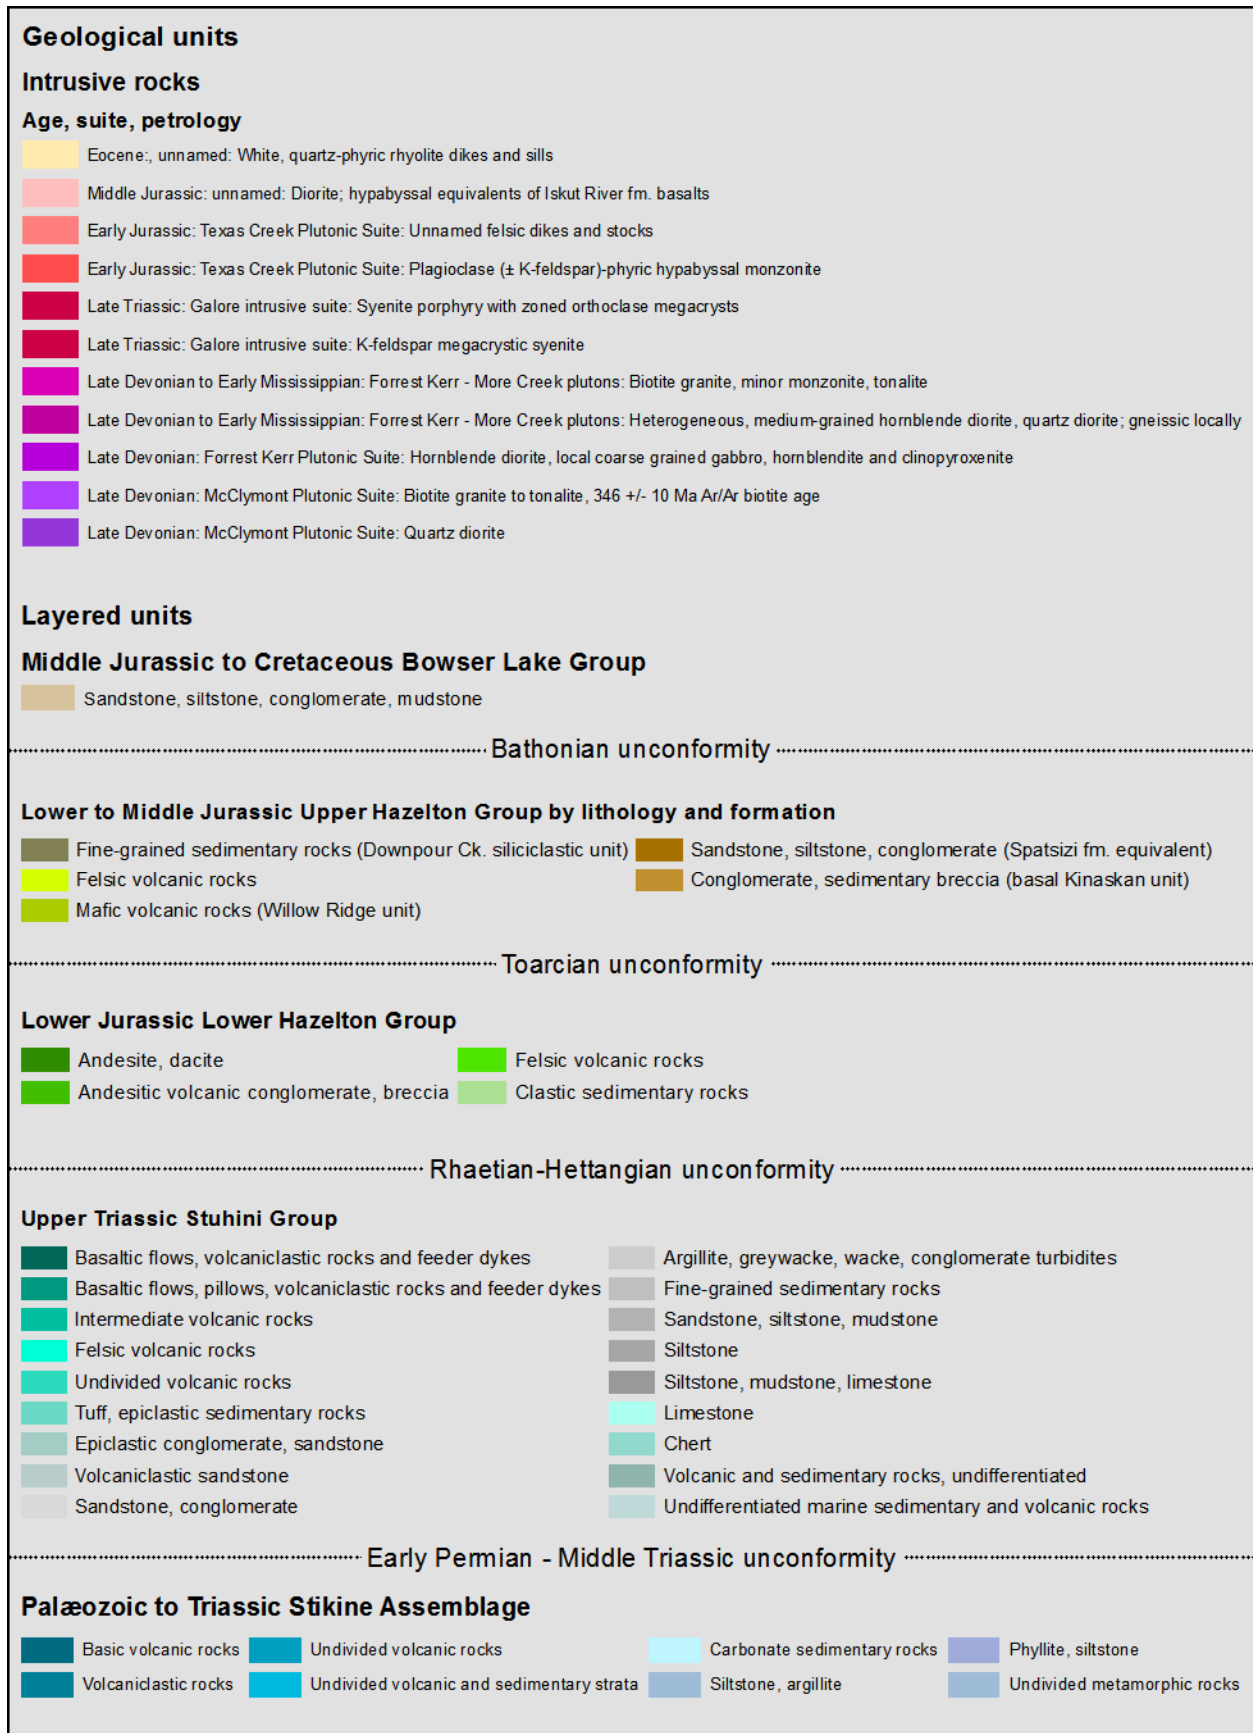 Geological units
Intrusive rocks
Age, suite, petrology
Eocene:, unnamed: White, quartz-phyric rhyolite dikes and sills
Middle Jurassic: unnamed: Diorite; hypabyssal equivalents of Iskut River fm. basalts
Early Jurassic: Texas Creek Plutonic Suite: Unnamed felsic dikes and stocks
Early Jurassic: Texas Creek Plutonic Suite: Plagioclase (± K-feldspar)-phyric hypabyssal monzonite
Late Triassic: Galore intrusive suite: Syenite porphyry with zoned orthoclase megacrysts
Late Triassic: Galore intrusive suite: K-feldspar megacrystic syenite
Late Devonian to Early Mississippian: Forrest Kerr - More Creek plutons: Biotite granite, minor monzonite, tonalite
Late Devonian to Early Mississippian: Forrest Kerr - More Creek plutons: Heterogeneous, medium-grained hornblende diorite, quartz diorite; gneissic locally
Late Devonian: Forrest Kerr Plutonic Suite: Hornblende diorite, local coarse grained gabbro, hornblendite and clinopyroxenite
Late Devonian: McClymont Plutonic Suite: Biotite granite to tonalite, 346 +/- 10 Ma Ar/Ar biotite age
Late Devonian: McClymont Plutonic Suite: Quartz diorite
Layered units
Middle Jurassic to Cretaceous Bowser Lake Group
Sandstone, siltstone, conglomerate, mudstone
Bathonian unconformity
Lower to Middle Jurassic Upper Hazelton Group by lithology and formation
Fine-grained sedimentary rocks (Downpour Ck. siliciclastic unit)
Felsic volcanic rocks
Mafic volcanic rocks (Willow Ridge unit)
Sandstone, siltstone, conglomerate (Spatsizi fm. equivalent)
Conglomerate, sedimentary breccia (basal Kinaskan unit)
Toarcian unconformity
Lower Jurassic Lower Hazelton Group
Andesite, dacite
Andesitic volcanic conglomerate, breccia
Felsic volcanic rocks
Clastic sedimentary rocks
Rhaetian-Hettangian unconformity
Upper Triassic Stuhini Group
Basaltic flows, volcaniclastic rocks and feeder dykes
Basaltic flows, pillows, volcaniclastic rocks and feeder dykes
Intermediate volcanic rocks
Felsic volcanic rocks
Undivided volcanic rocks
Tuff, epiclastic sedimentary rocks
Epiclastic conglomerate, sandstone
Volcaniclastic sandstone
Sandstone, conglomerate
Argillite, greywacke, wacke, conglomerate turbidites
Fine-grained sedimentary rocks
Sandstone, siltstone, mudstone
Siltstone
Siltstone, mudstone, limestone
Limestone
Chert
Volcanic and sedimentary rocks, undifferentiated
Undifferentiated marine sedimentary and volcanic rocks
Early Permian - Middle Triassic unconformity
Palæozoic to Triassic Stikine Assemblage
Basic volcanic rocks
Volcaniclastic rocks
Undivided volcanic rocks
Undivided volcanic and sedimentary strata
Carbonate sedimentary rocks
Siltstone, argillite
Phyllite, siltstone
Undivided metamorphic rocks